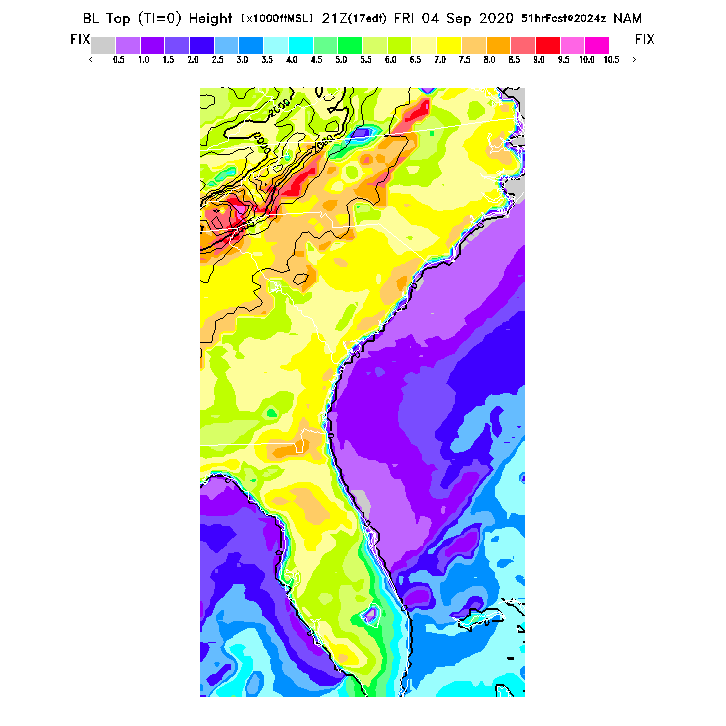 BL Top (TI=0) Height [x1000ftMSL] 21Z(17edt) FRI 04 Sep 2020 51hrFcst@2024z NAM
FIX FIX
< 0.5 1.0 1.5 2.0 2.5 3.0 3.5 4.0 4.5 5.0 5.5 6.0 6.5 7.0 7.5 8.0 8.5 9.0 9.5 10.0 10.5 >
2000
2000
2000